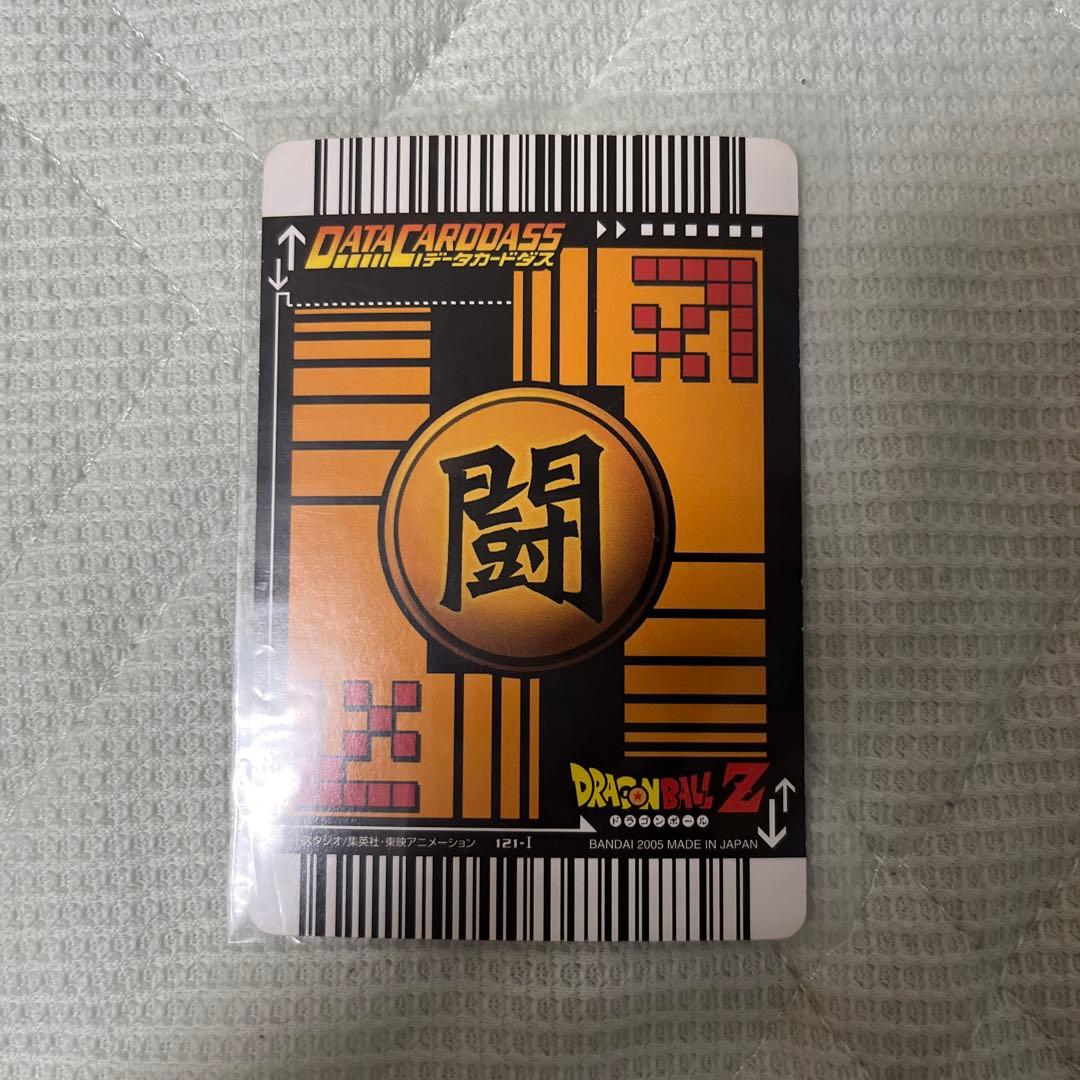 DATA CARDDASS
データカードダス
闘
DRAGON BALL Z
ドラゴンボール
スタジオ/集英社・東映アニメーション 121-I BANDAI 2005 MADE IN JAPAN